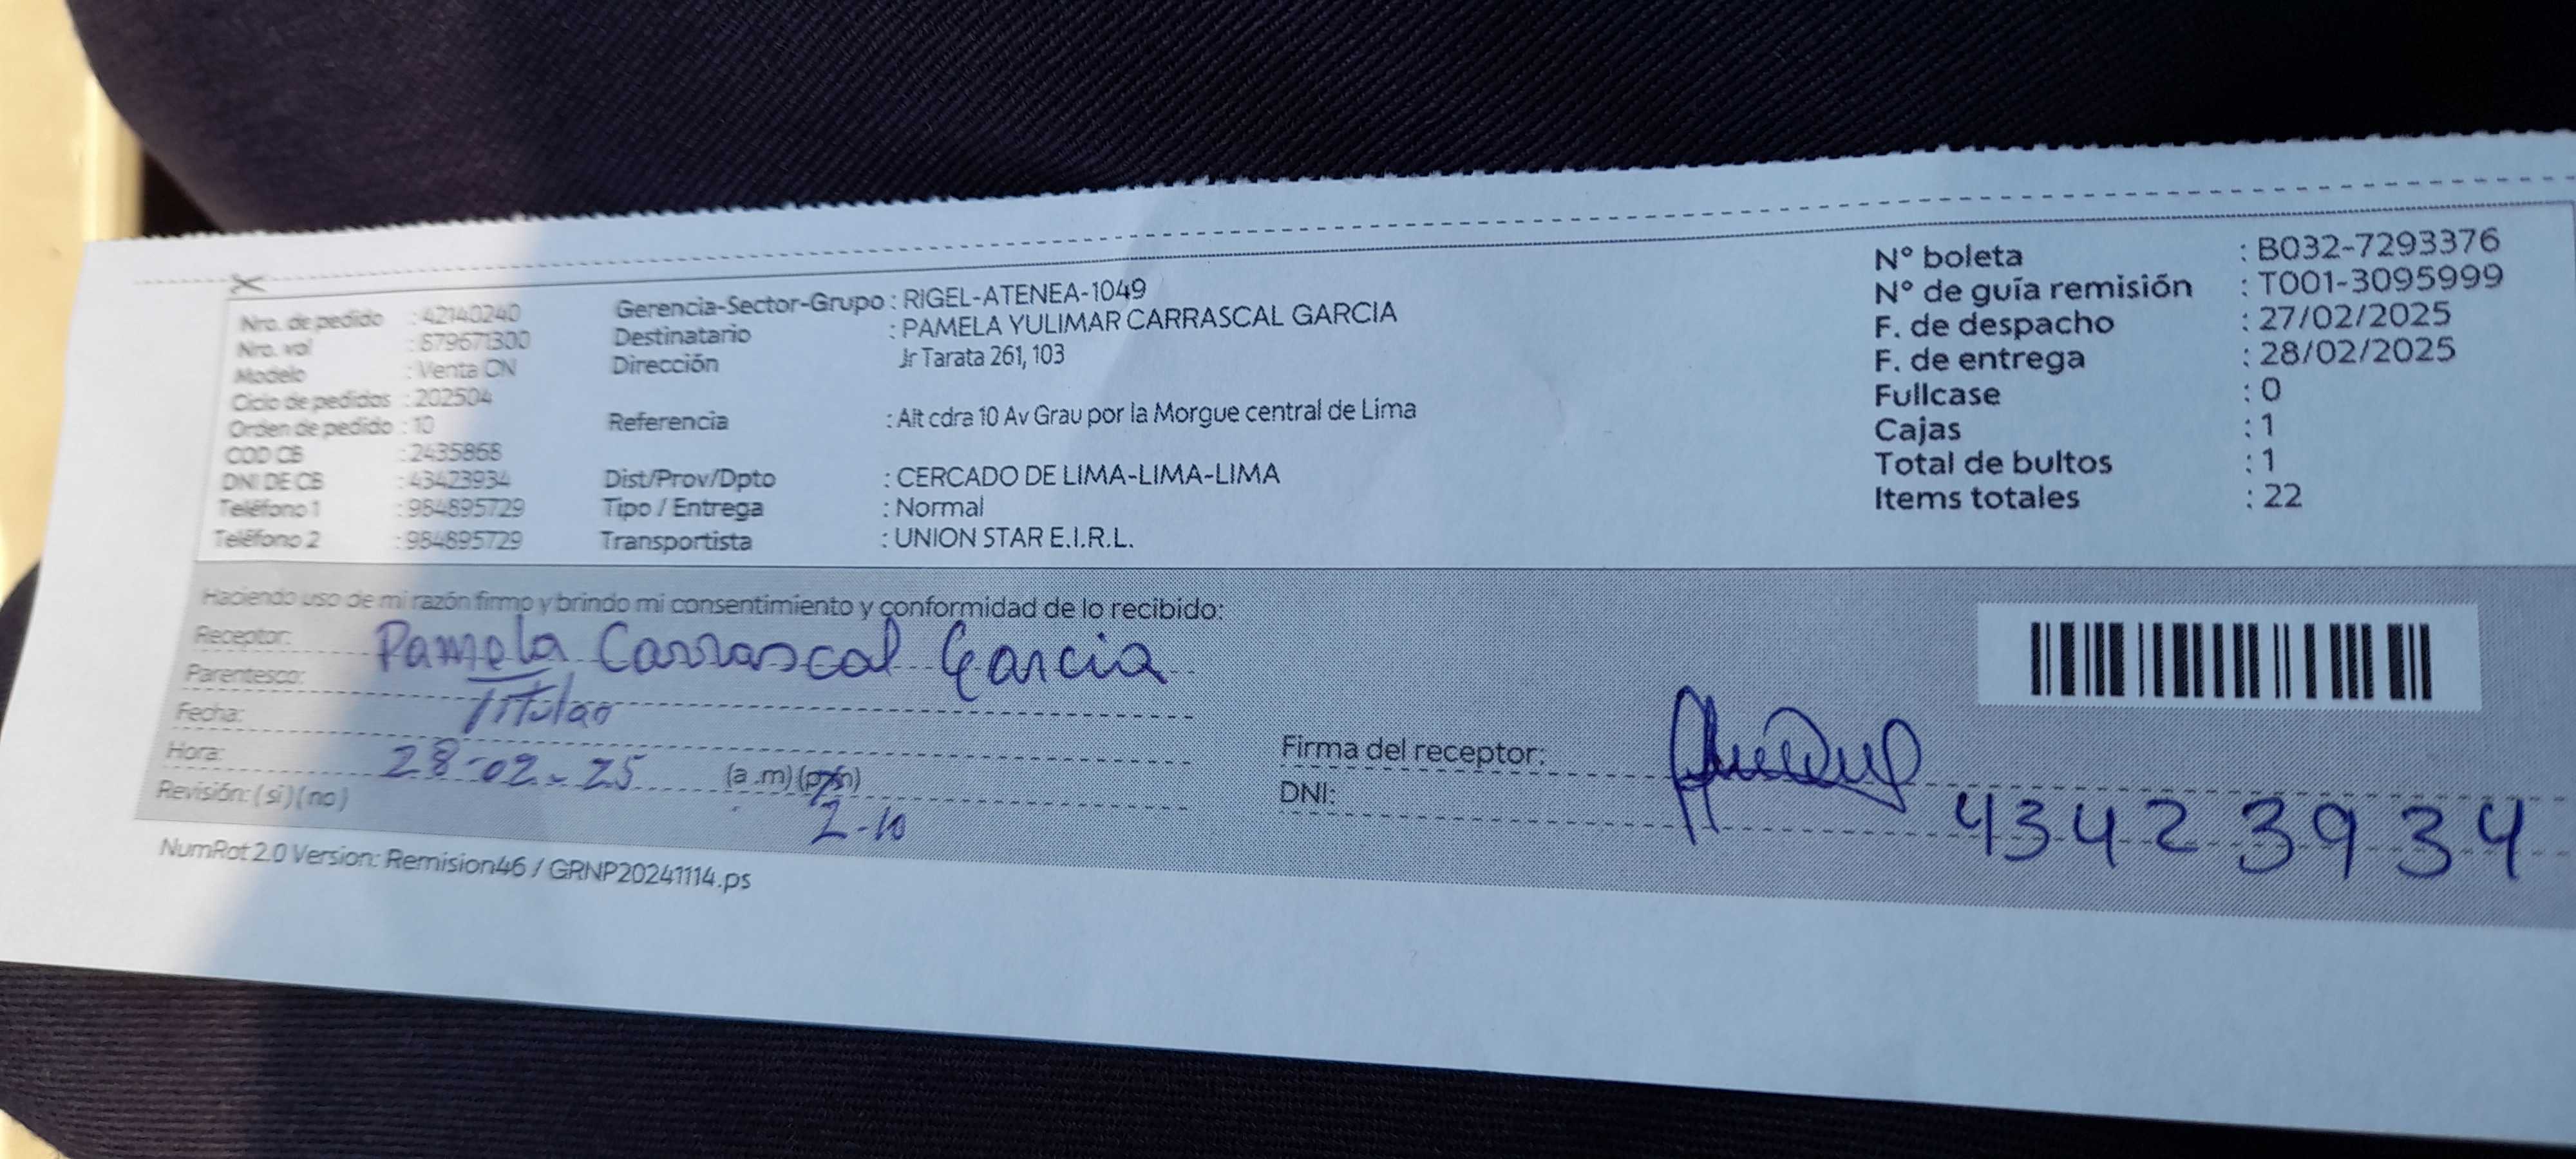 Nro. de pedido : 42140240
Nro. vol : 879671300
Modelo : Venta CN
Ciclo de pedidos : 202504
Orden de pedido : 10
COD CB : 2435868
DNI DE CB : 43423934
Teléfono 1 : 984895729
Teléfono 2 : 984895729
Gerencia-Sector-Grupo : RIGEL-ATENEA-1049
Destinatario : PAMELA YULIMAR CARRASCAL GARCIA
Dirección Jr Tarata 261, 103
Referencia : Alt cdra 10 Av Grau por la Morgue central de Lima
Dist/Prov/Dpto : CERCADO DE LIMA-LIMA-LIMA
Tipo / Entrega : Normal
Transportista : UNION STAR E.I.R.L.
N° boleta : B032-7293376
N° de guía remisión : T001-3095999
F. de despacho : 27/02/2025
F. de entrega : 28/02/2025
Fullcase : 0
Cajas : 1
Total de bultos : 1
Items totales : 22
Haciendo uso de mi razón firmo y brindo mi consentimiento y conformidad de lo recibido:
Receptor: Pamela Carrascal Garcia
Parentesco: Titular
Fecha: 28-02-25
Hora: (a.m) (p.m) 2-10
Revisión: (si) (no)
Firma del receptor:
DNI: 43423934
NumRot 2.0 Version: Remision46 / GRNP20241114.ps